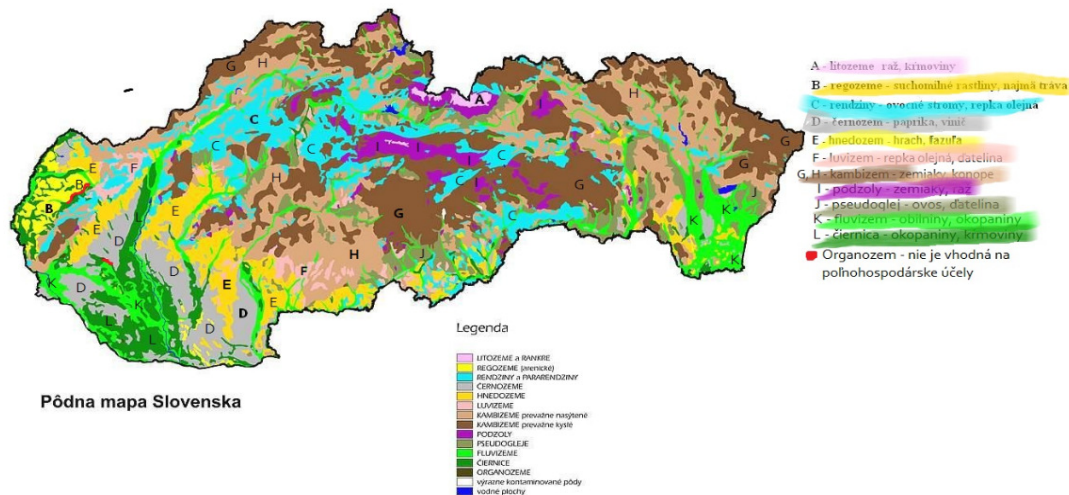 A - litozeme raž, krmoviny
B - regozeme - suchomilné rastliny, najmä tráva
C - rendziny - ovocné stromy, repka olejna
D - černozem - paprika, vinič
E - hnedozem - hrach, fazuľa
F - luvizem - repka olejná, ďatelina
G, H - kambizem - zemiaky, konope
I - podzoly - zemiaky, raž
J - pseudoglej - ovos, ďatelina
K - fluvizem - obilniny, okopaniny
L - čiernica - okopaniny, krmoviny
Organozem - nie je vhodná na
poľnohospodárske účely
Pôdna mapa Slovenska
Legenda
LITOZEME a RANKRE
REGOZEME (arenické)
RENDZINY a PARARENDZINY
ČERNOZEME
HNEDOZEME
LUVIZEME
KAMBIZEME prevažne nasýtené
KAMBIZEME prevažne kyslé
PODZOLY
PSEUDOGLEJE
FLUVIZEME
ČIERNICE
ORGANOZEME
výrazne kontaminované pôdy
vodné plochy